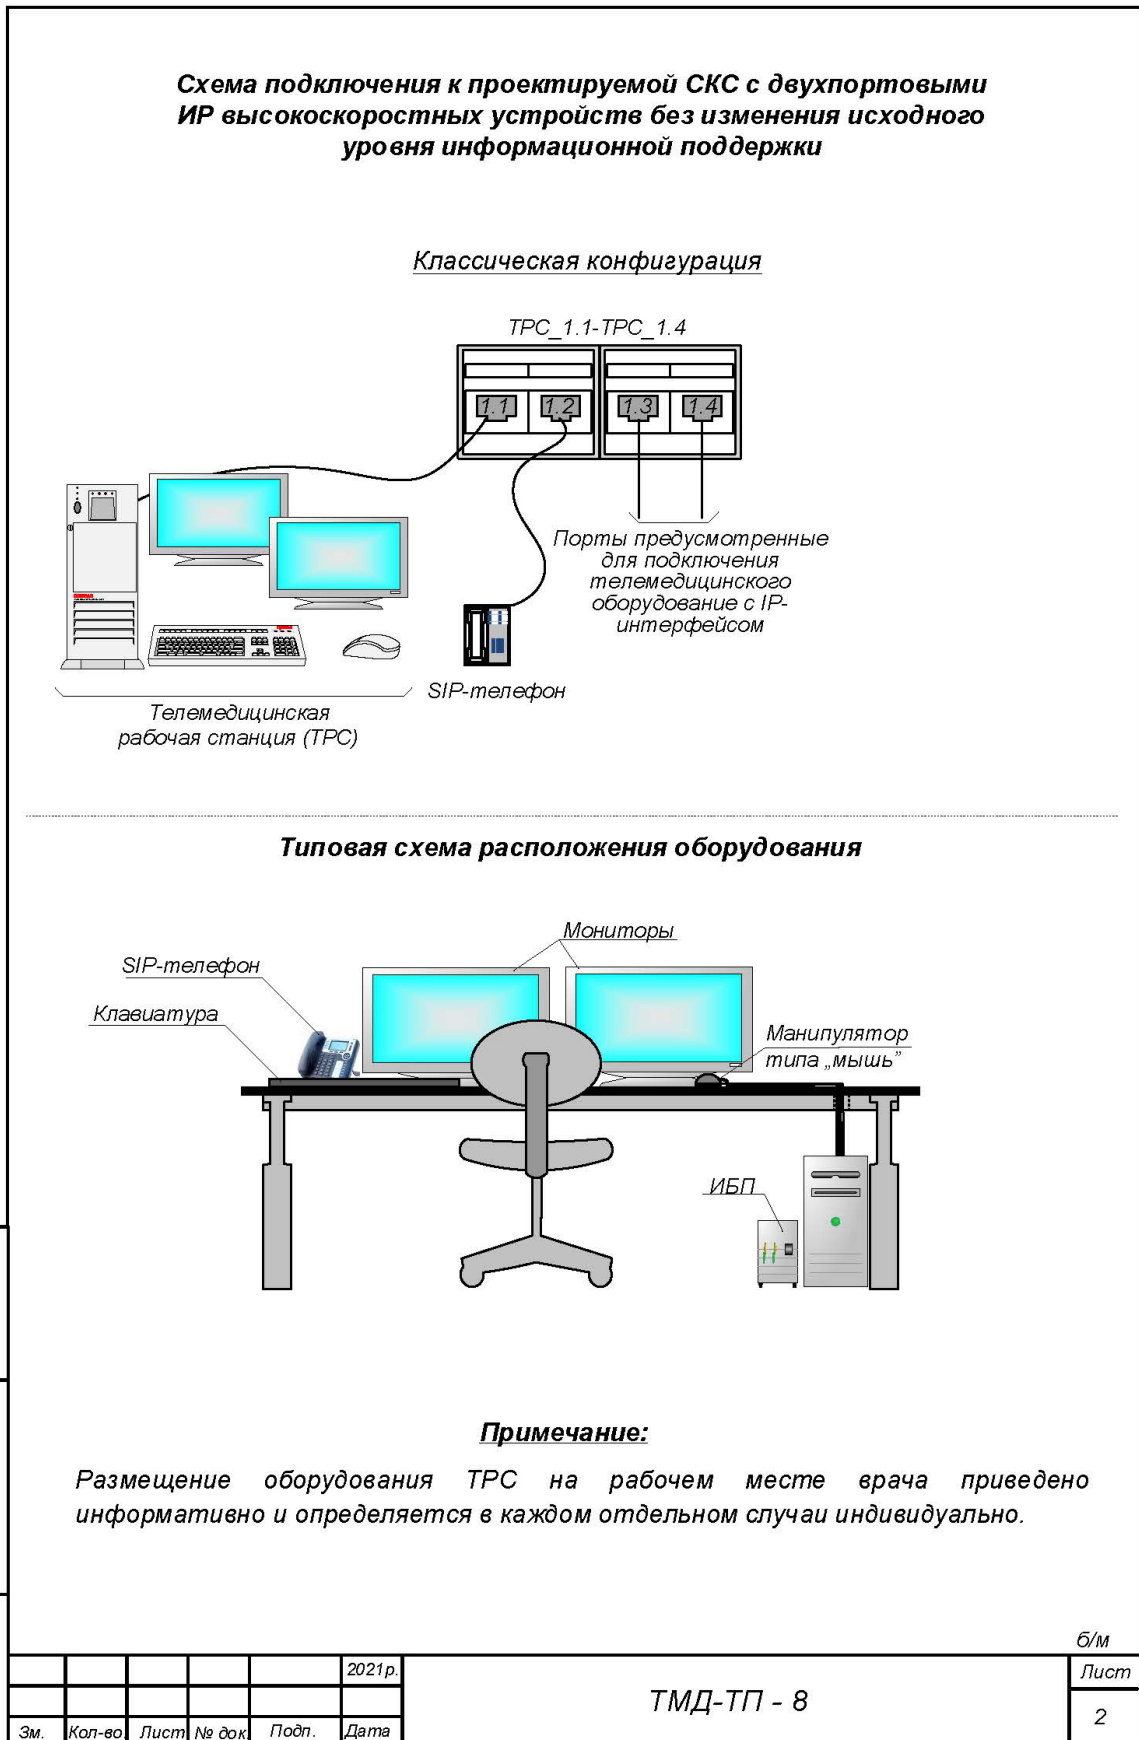 Схема подключения к проектируемой СКС с двухпортовыми
ИР высокоскоростных устройств без изменения исходного
уровня информационной поддержки
Классическая конфигурация
ТРС_1.1-ТРС_1.4
1.1
1.2
1.3
1.4
Порты предусмотренные
для подключения
телемедицинского
оборудование с IP-
интерфейсом
SIP-телефон
Телемедицинская
рабочая станция (ТРС)
Типовая схема расположения оборудования
Мониторы
SIP-телефон
Клавиатура
Манипулятор
типа „мышь”
ИБП
Примечание:
Размещение оборудования ТРС на рабочем месте врача приведено
информативно и определяется в каждом отдельном случаи индивидуально.
б/м
2021р.
Лист
ТМД-ТП - 8
2
Зм.
Кол-во
Лист
№ док
Подп.
Дата